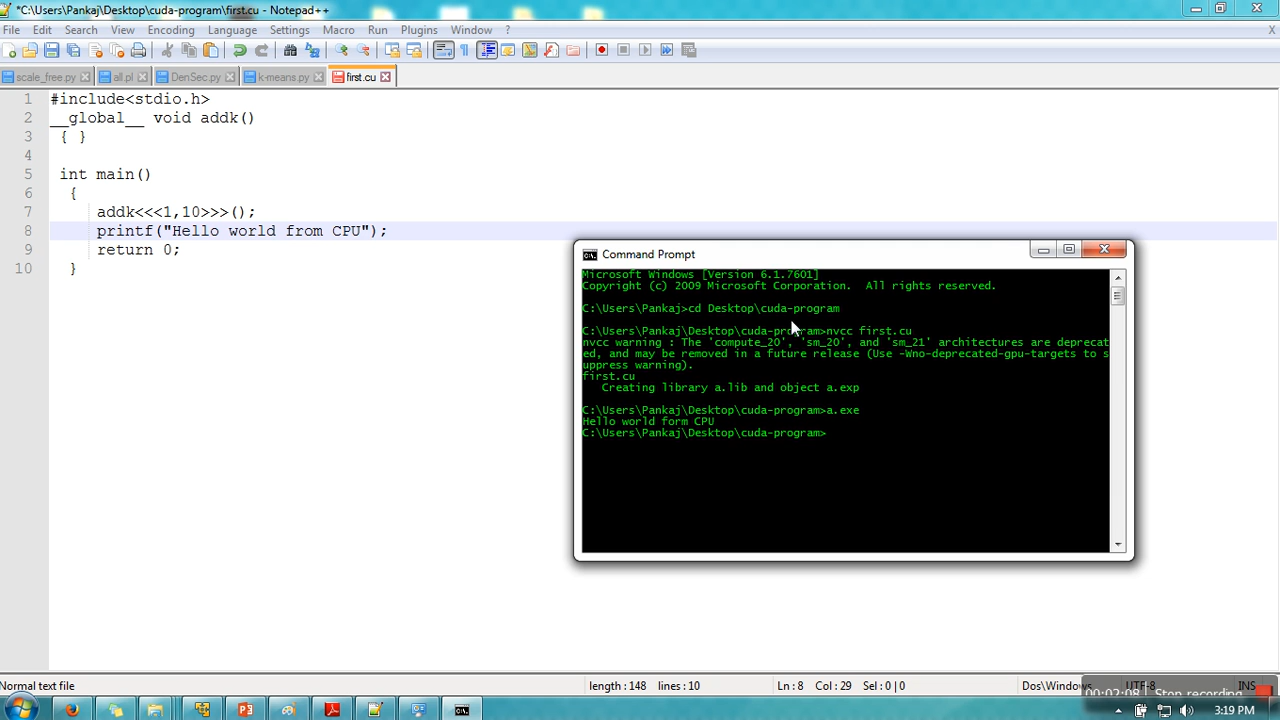 *C:\Users\Pankaj\Desktop\cuda-program\first.cu - Notepad++
File Edit Search View Encoding Language Settings Macro Run Plugins Window ?
X
scale_free.py all.pl DenSec.py k-means.py first.cu
1 #include<stdio.h>
2 __global__ void addk()
3 { }
4
5 int main()
6 {
7 addk<<<1,10>>>();
8 printf("Hello world from CPU");
9 return 0;
10 }
Command Prompt
C:\.
Microsoft Windows [Version 6.1.7601]
Copyright (c) 2009 Microsoft Corporation. All rights reserved.
C:\Users\Pankaj>cd Desktop\cuda-program
C:\Users\Pankaj\Desktop\cuda-program>nvcc first.cu
nvcc warning : The 'compute_20', 'sm_20', and 'sm_21' architectures are deprecat
ed, and may be removed in a future release (Use -Wno-deprecated-gpu-targets to s
uppress warning).
first.cu
Creating library a.lib and object a.exp
C:\Users\Pankaj\Desktop\cuda-program>a.exe
Hello world form CPU
C:\Users\Pankaj\Desktop\cuda-program>
Normal text file length : 148 lines : 10 Ln : 8 Col : 29 Sel : 0 | 0 Dos\Windows UTF-8 INS
00:02:08 Stop recording
3:19 PM